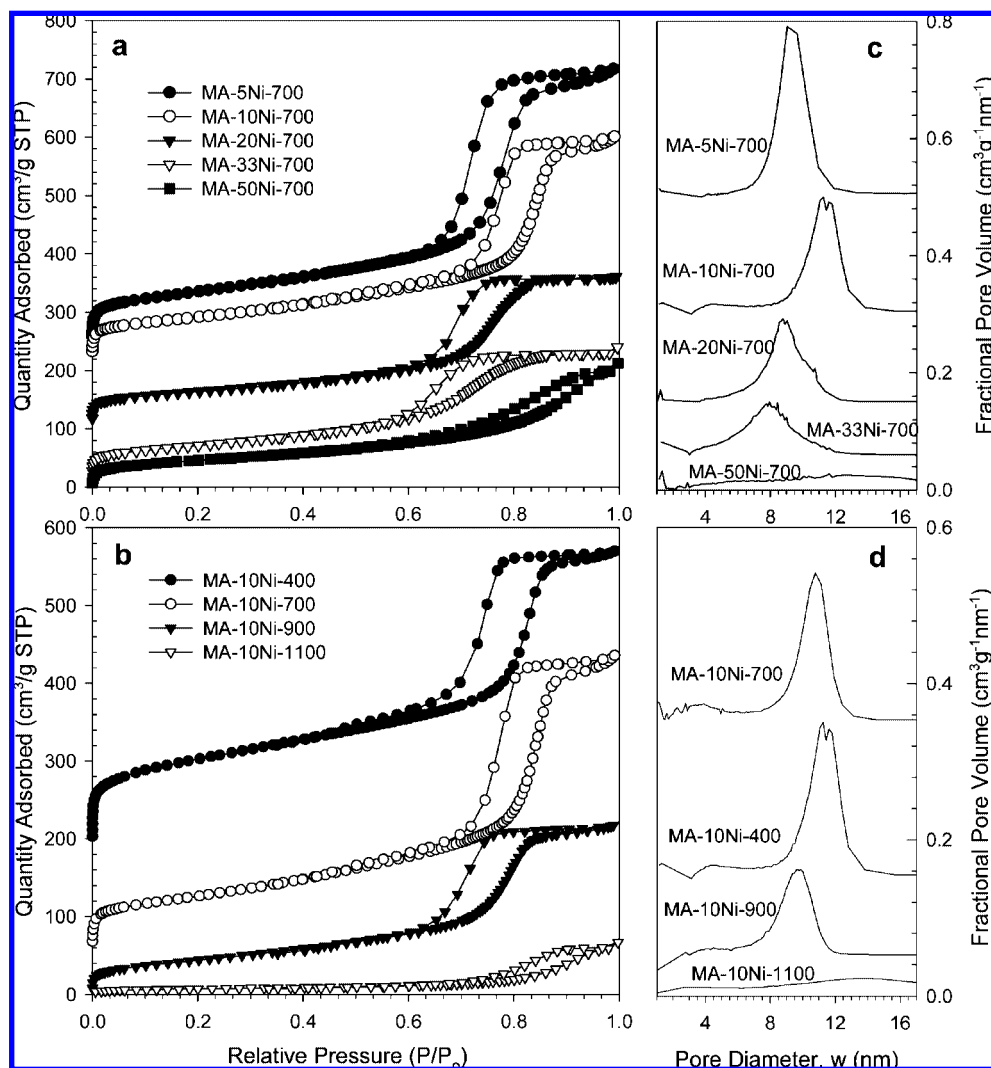 a
Quantity Adsorbed (cm³/g STP)
800
700
600
500
400
300
200
100
0
MA-5Ni-700
MA-10Ni-700
MA-20Ni-700
MA-33Ni-700
MA-50Ni-700
0.0 0.2 0.4 0.6 0.8 1.0
c
MA-5Ni-700
MA-10Ni-700
MA-20Ni-700
MA-33Ni-700
MA-50Ni-700
0.8
0.6
0.4
0.2
0.0
Fractional Pore Volume (cm³g⁻¹nm⁻¹)
4 8 12 16
b
Quantity Adsorbed (cm³/g STP)
600
500
400
300
200
100
0
MA-10Ni-400
MA-10Ni-700
MA-10Ni-900
MA-10Ni-1100
0.0 0.2 0.4 0.6 0.8 1.0
Relative Pressure (P/P₀)
d
MA-10Ni-700
MA-10Ni-400
MA-10Ni-900
MA-10Ni-1100
0.6
0.4
0.2
0.0
Fractional Pore Volume (cm³g⁻¹nm⁻¹)
4 8 12 16
Pore Diameter, w (nm)